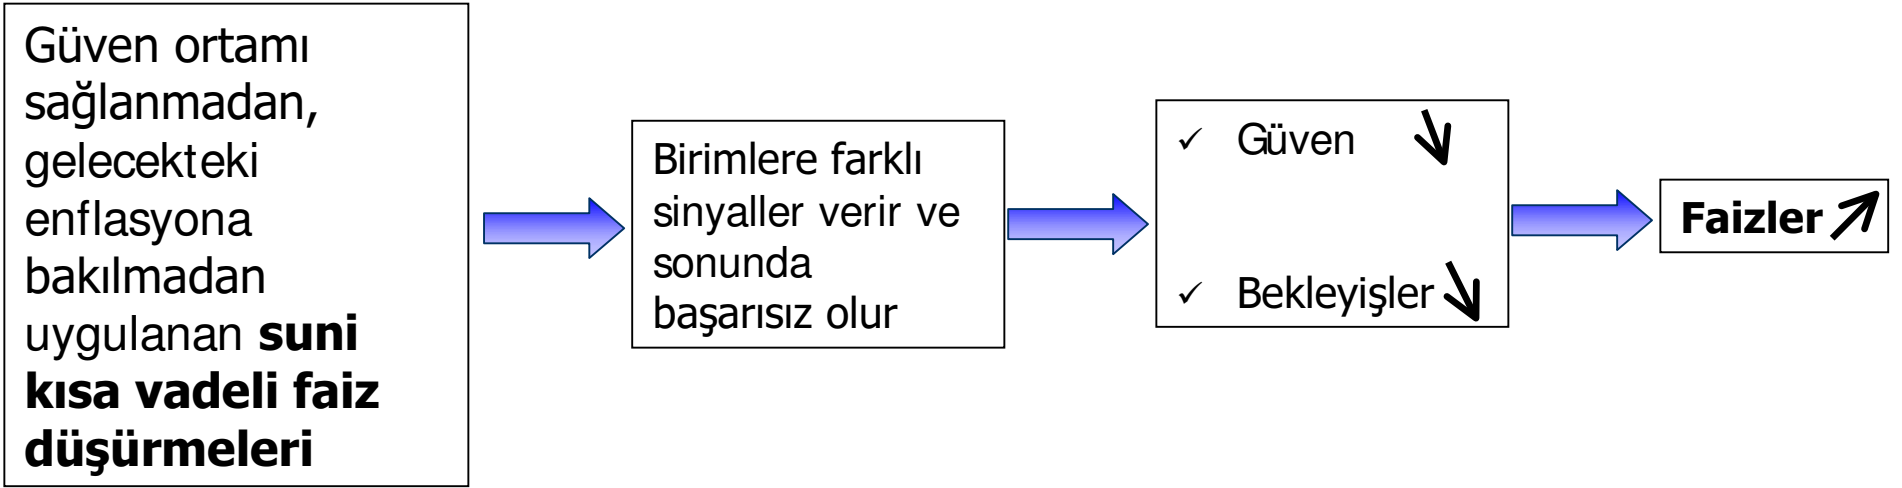 Güven ortamı
sağlanmadan,
gelecekteki
enflasyona
bakılmadan
uygulanan suni
kısa vadeli faiz
düşürmeleri
Birimlere farklı
sinyaller verir ve
sonunda
başarısız olur
✓ Güven
✓ Bekleyişler
Faizler